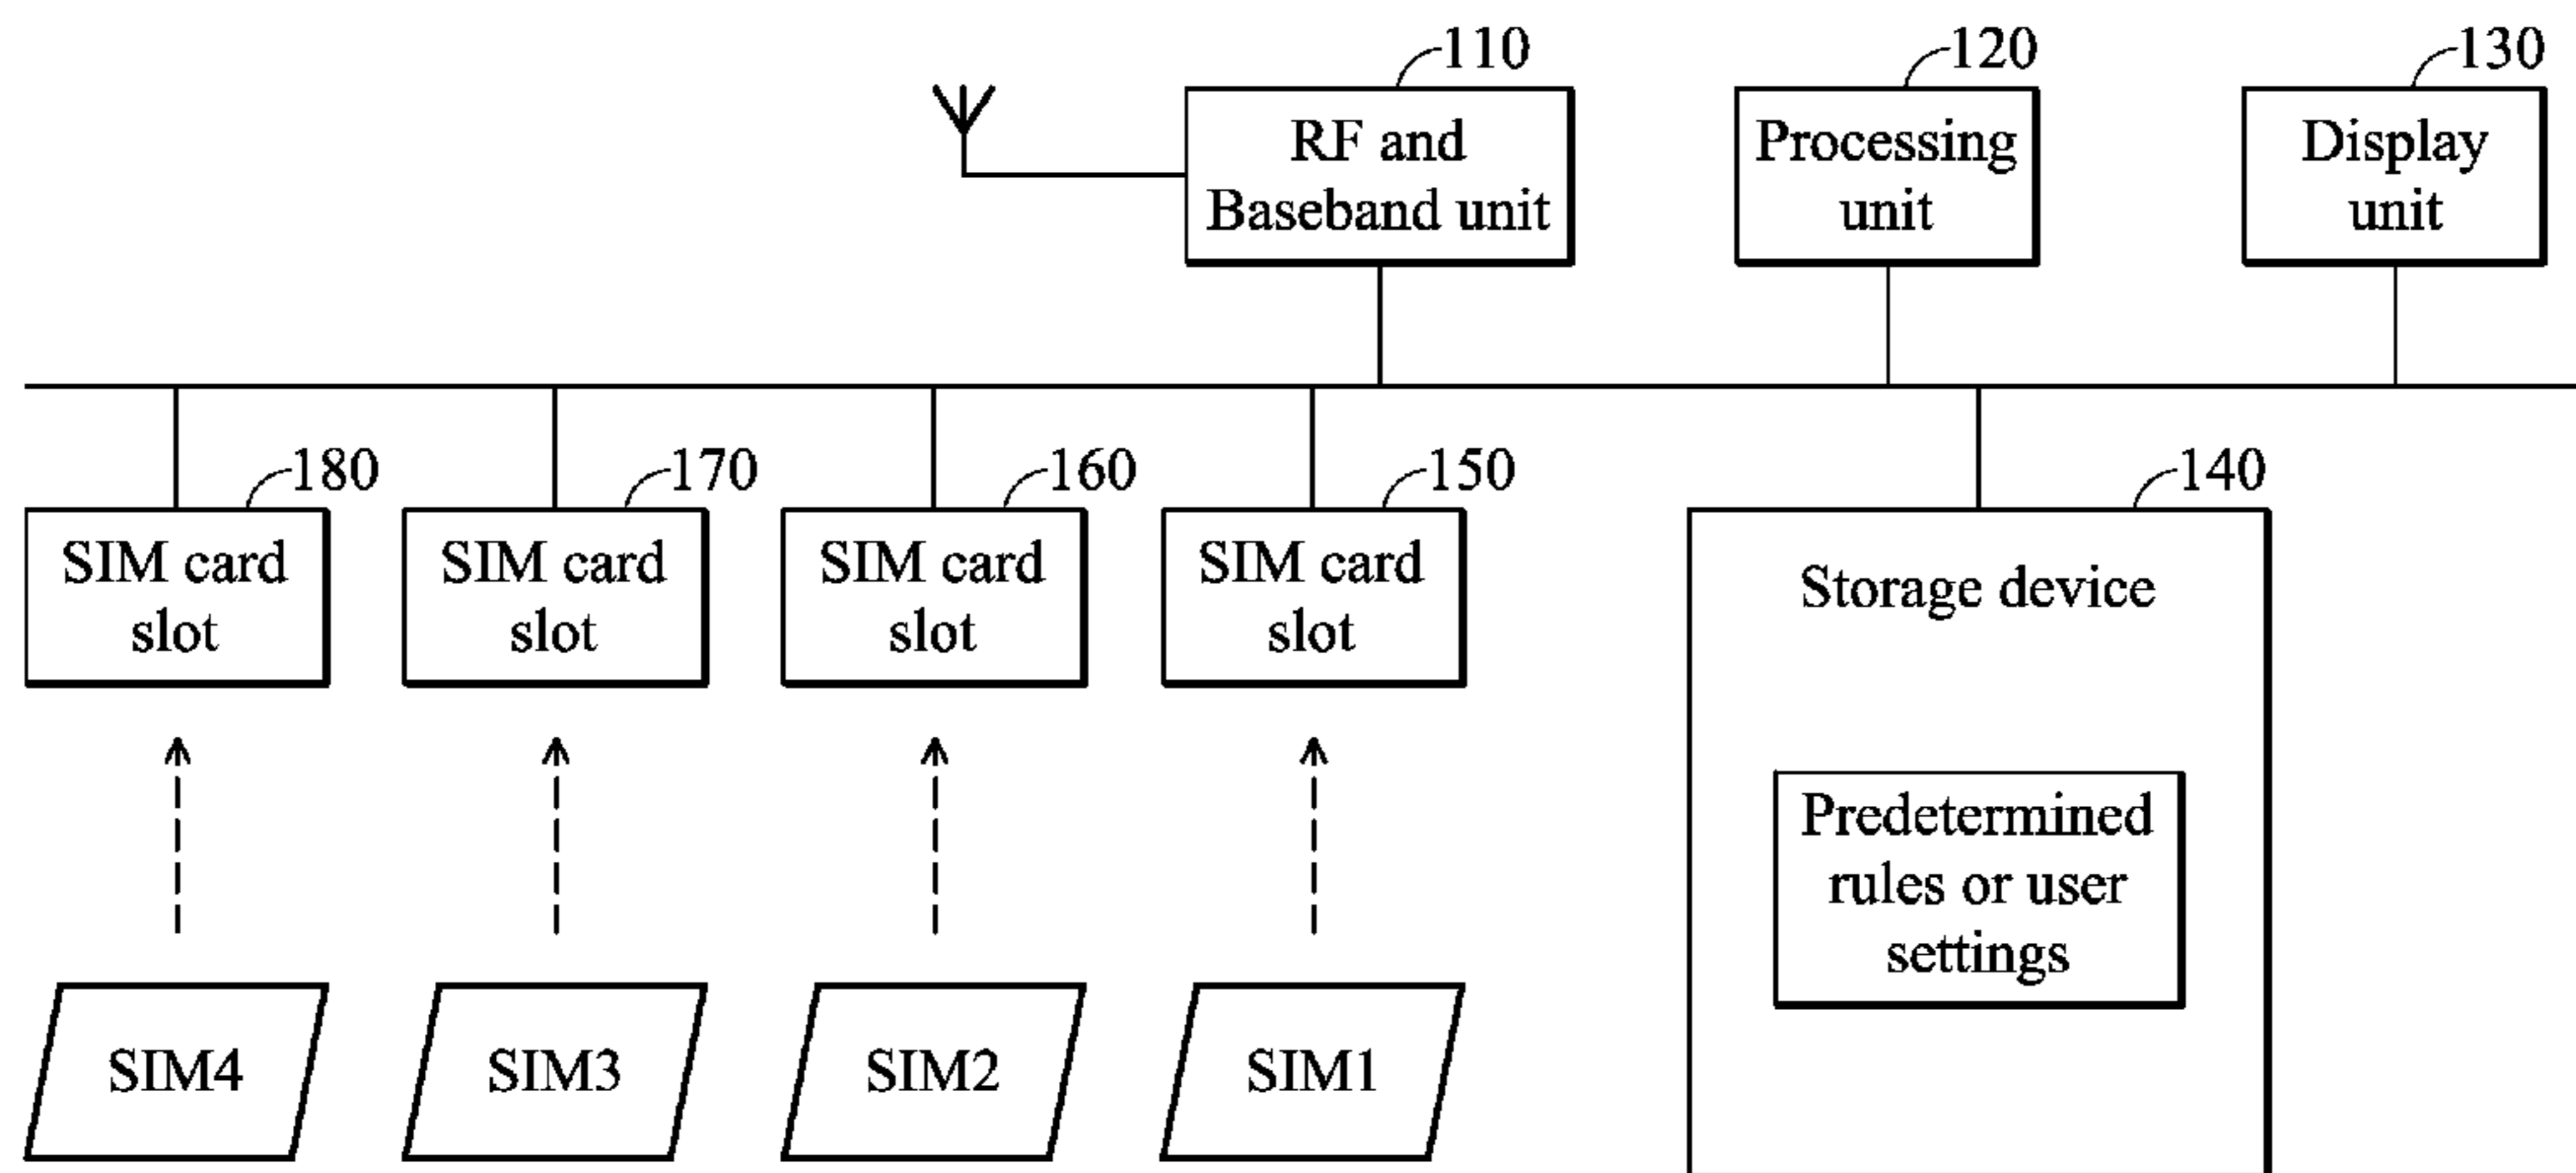 110
120
130
RF and
Baseband unit
Processing
unit
Display
unit
180
170
160
150
140
SIM card
slot
SIM card
slot
SIM card
slot
SIM card
slot
Storage device
Predetermined
rules or user
settings
SIM4
SIM3
SIM2
SIM1